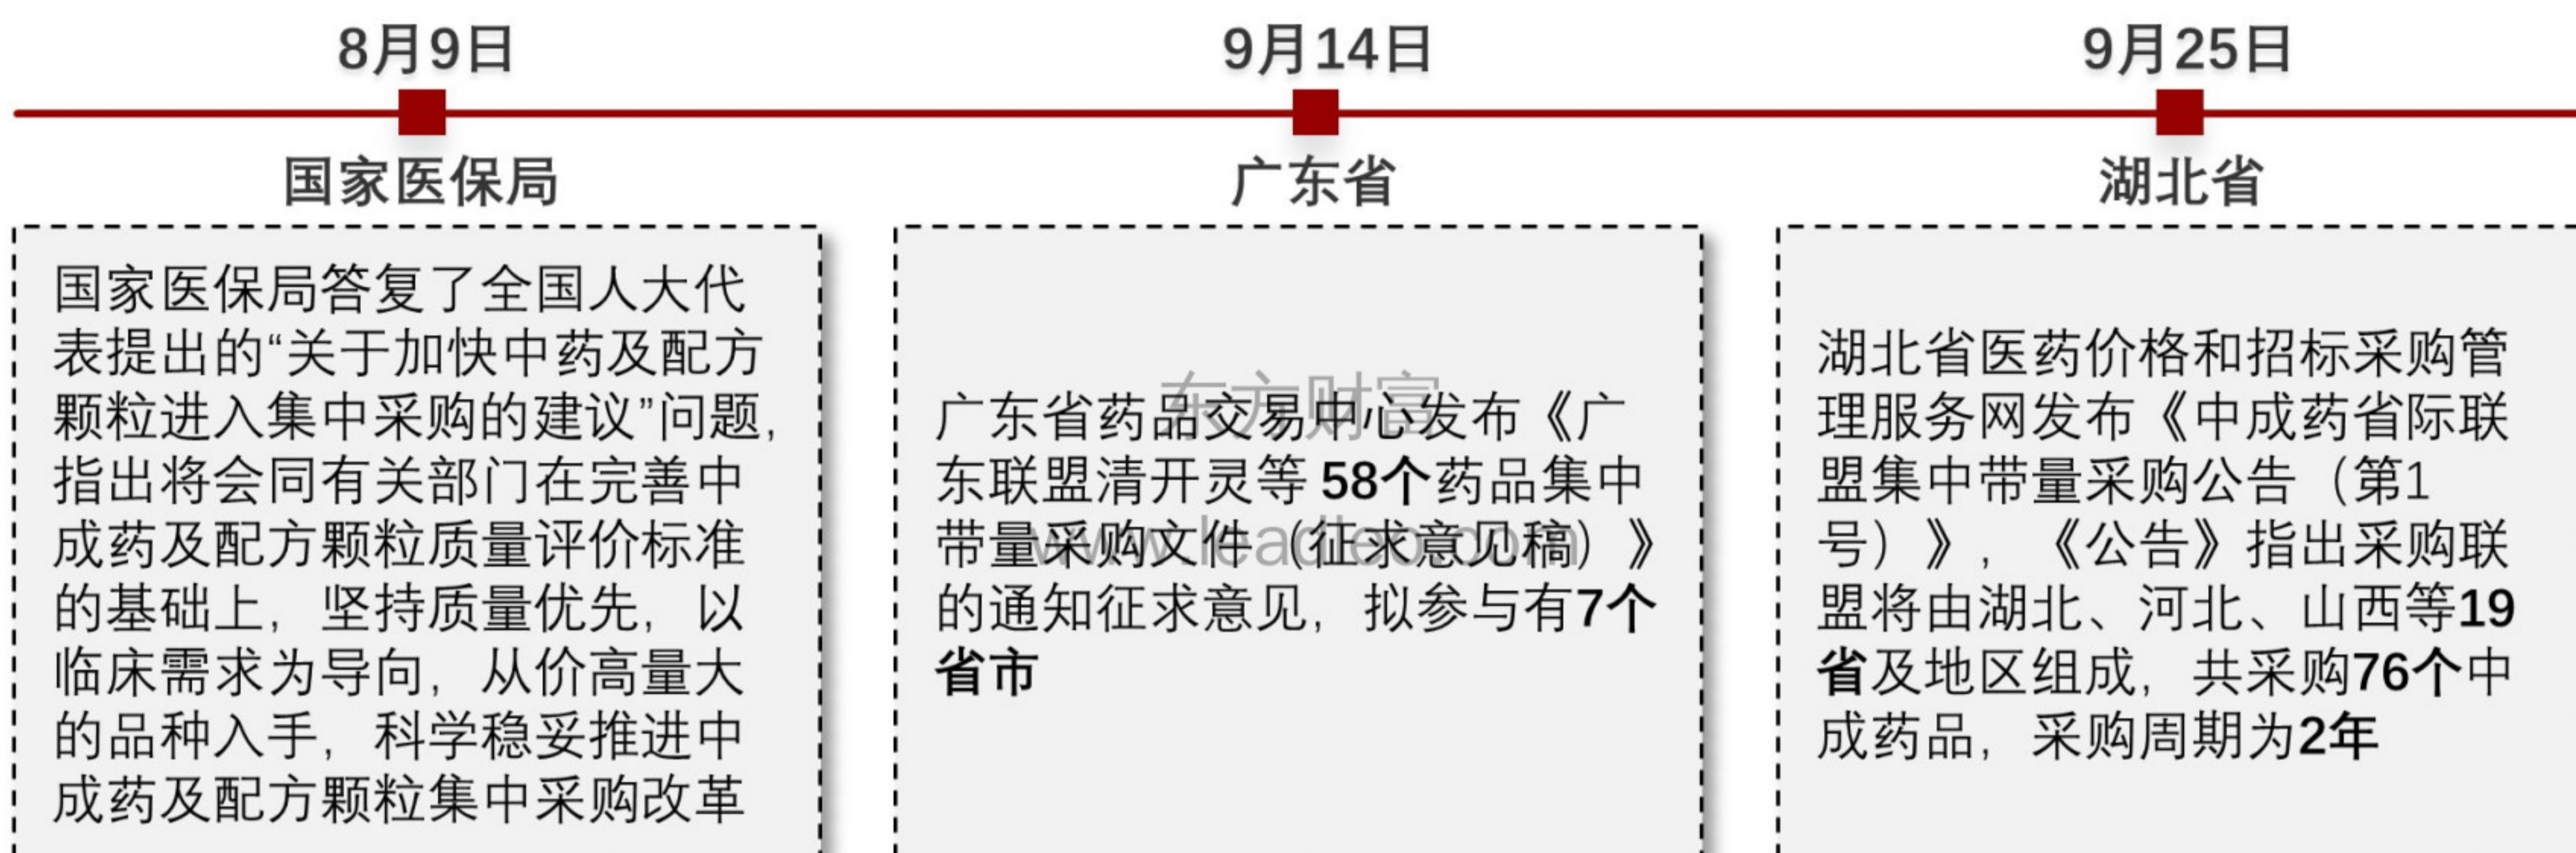 8月9日
9月14日
9月25日
国家医保局
广东省
湖北省
国家医保局答复了全国人大代
表提出的“关于加快中药及配方
颗粒进入集中采购的建议”问题,
指出将会同有关部门在完善中
成药及配方颗粒质量评价标准
的基础上, 坚持质量优先, 以
临床需求为导向, 从价高量大
的品种入手, 科学稳妥推进中
成药及配方颗粒集中采购改革
广东省药品交易中心发布《广
东联盟清开灵等 58个药品集中
带量采购文件（征求意见稿）》
的通知征求意见, 拟参与有7个
省市
湖北省医药价格和招标采购管
理服务网发布《中成药省际联
盟集中带量采购公告（第1
号）》, 《公告》指出采购联
盟将由湖北、河北、山西等19
省及地区组成, 共采购76个中
成药品, 采购周期为2年
东方财富
www.leadleo.com